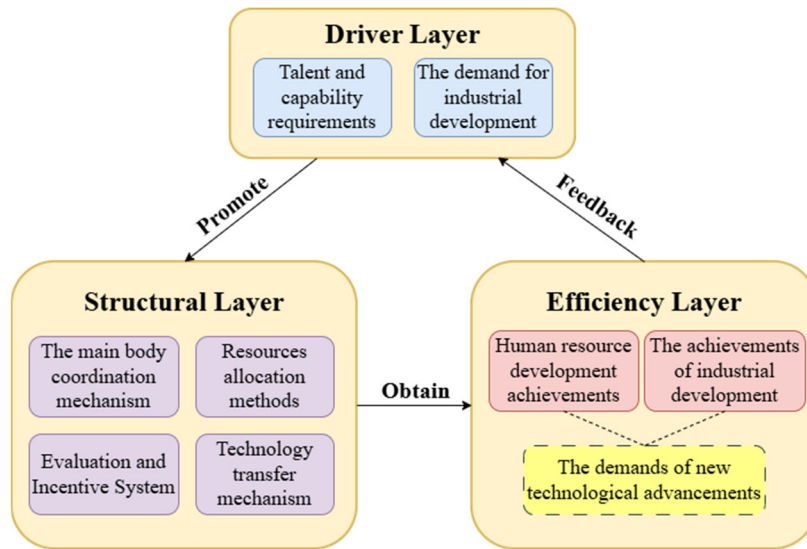 Driver Layer
Talent and
capability
requirements
The demand for
industrial
development
Promote
Feedback
Structural Layer
The main body
coordination
mechanism
Resources
allocation
methods
Evaluation and
Incentive System
Technology
transfer
mechanism
Obtain
Efficiency Layer
Human resource
development
achievements
The achievements
of industrial
development
The demands of new
technological advancements